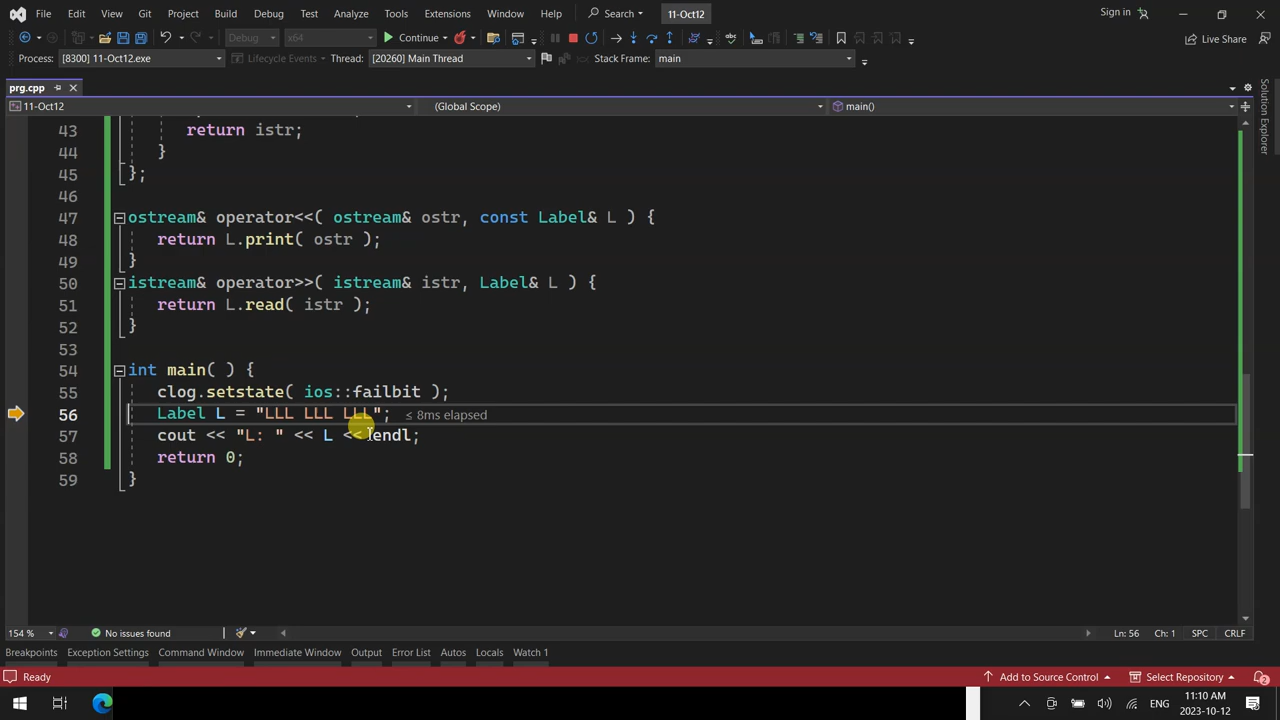 File Edit View Git Project Build Debug Test Analyze Tools Extensions Window Help Search 11-Oct12 Sign in
Debug x64 Continue Live Share
Process: [8300] 11-Oct12.exe Lifecycle Events Thread: [20260] Main Thread Stack Frame: main
prg.cpp
11-Oct12 (Global Scope) main()
43 return istr;
44 }
45 };
46
47 ostream& operator<<( ostream& ostr, const Label& L ) {
48 return L.print( ostr );
49 }
50 istream& operator>>( istream& istr, Label& L ) {
51 return L.read( istr );
52 }
53
54 int main( ) {
55 clog.setstate( ios::failbit );
56 Label L = "LLL LLL LLL"; ≤ 8ms elapsed
57 cout << "L: " << L << endl;
58 return 0;
59 }
Solution Explorer
154 % No issues found Ln: 56 Ch: 1 SPC CRLF
Breakpoints Exception Settings Command Window Immediate Window Output Error List Autos Locals Watch 1
Ready Add to Source Control Select Repository 2
ENG 11:10 AM
2023-10-12 2